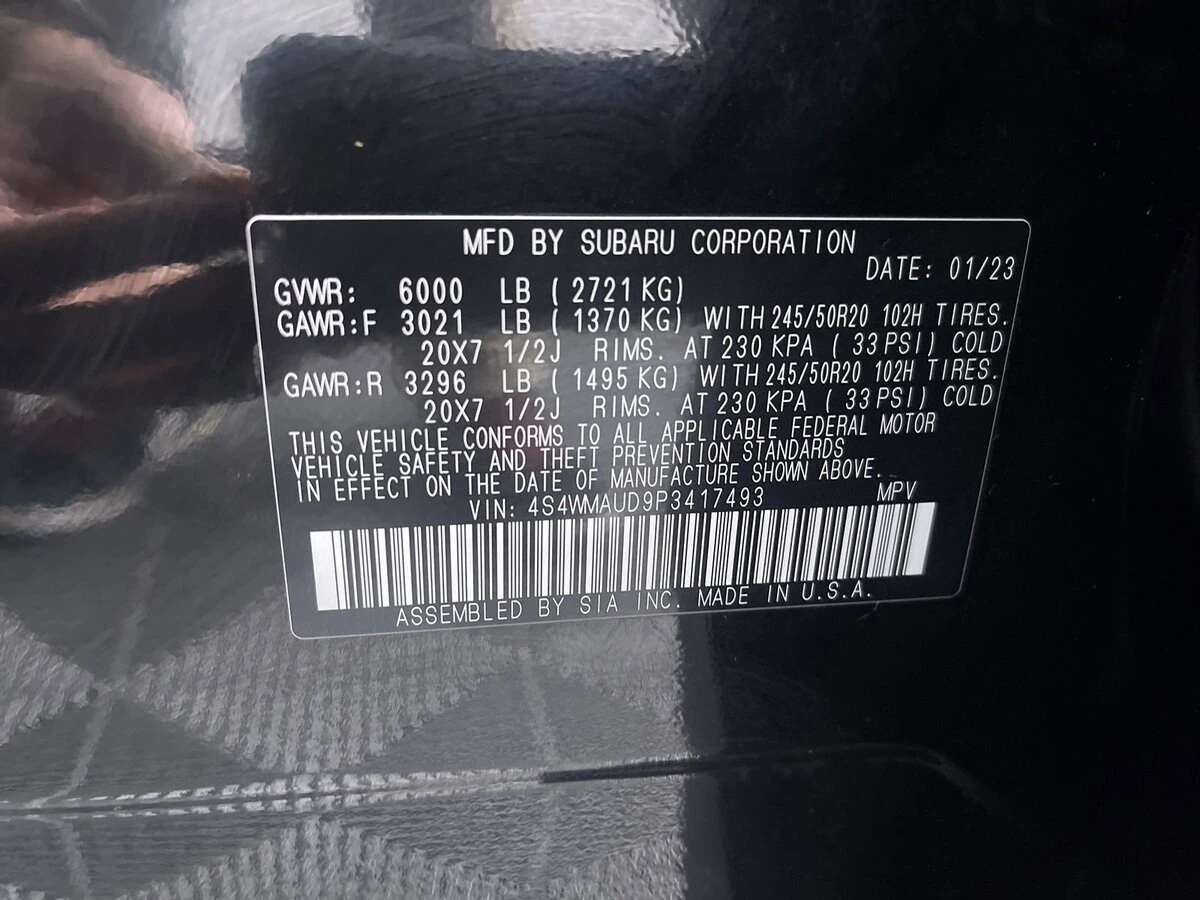 MFD BY SUBARU CORPORATION
DATE: 01/23
GVWR: 6000 LB ( 2721 KG)
GAWR:F 3021 LB ( 1370 KG) WITH 245/50R20 102H TIRES.
20X7 1/2J RIMS. AT 230 KPA ( 33 PSI) COLD
GAWR:R 3296 LB ( 1495 KG) WITH 245/50R20 102H TIRES.
20X7 1/2J RIMS. AT 230 KPA ( 33 PSI) COLD
THIS VEHICLE CONFORMS TO ALL APPLICABLE FEDERAL MOTOR
VEHICLE SAFETY AND THEFT PREVENTION STANDARDS
IN EFFECT ON THE DATE OF MANUFACTURE SHOWN ABOVE.
VIN: 4S4WMAUD9P3417493 MPV
ASSEMBLED BY SIA INC. MADE IN U.S.A.